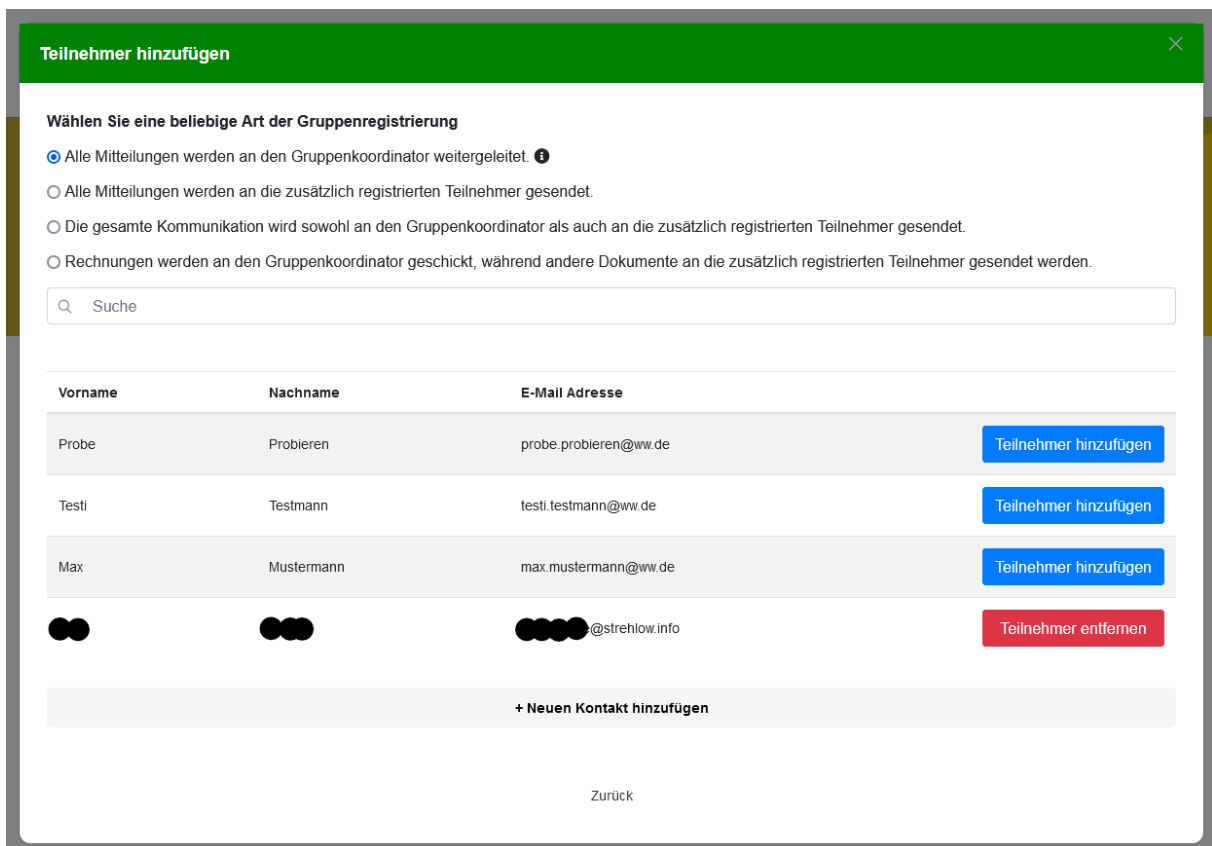 Teilnehmer hinzufügen
Wählen Sie eine beliebige Art der Gruppenregistrierung
Alle Mitteilungen werden an den Gruppenkoordinator weitergeleitet.
Alle Mitteilungen werden an die zusätzlich registrierten Teilnehmer gesendet.
Die gesamte Kommunikation wird sowohl an den Gruppenkoordinator als auch an die zusätzlich registrierten Teilnehmer gesendet.
Rechnungen werden an den Gruppenkoordinator geschickt, während andere Dokumente an die zusätzlich registrierten Teilnehmer gesendet werden.
Suche
Vorname Nachname E-Mail Adresse
Probe Probieren probe.probieren@ww.de Teilnehmer hinzufügen
Testi Testmann testi.testmann@ww.de Teilnehmer hinzufügen
Max Mustermann max.mustermann@ww.de Teilnehmer hinzufügen
@strehlow.info Teilnehmer entfernen
+ Neuen Kontakt hinzufügen
Zurück